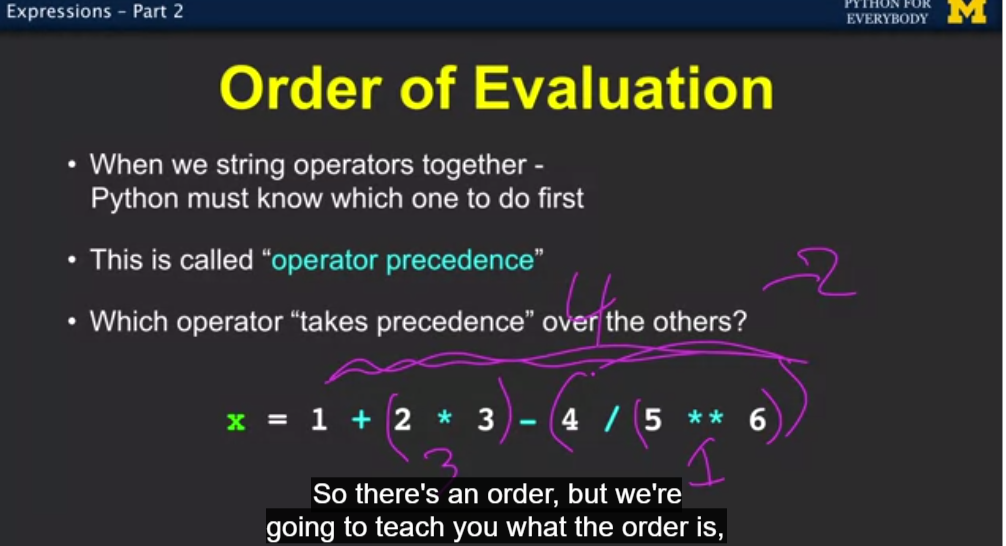 Expressions – Part 2
PYTHON FOR
EVERYBODY
M
Order of Evaluation
• When we string operators together -
Python must know which one to do first
• This is called “operator precedence”
2
4
• Which operator “takes precedence” over the others?
x = 1 + (2 * 3) - (4 / (5 ** 6))
3
1
So there's an order, but we're
going to teach you what the order is,